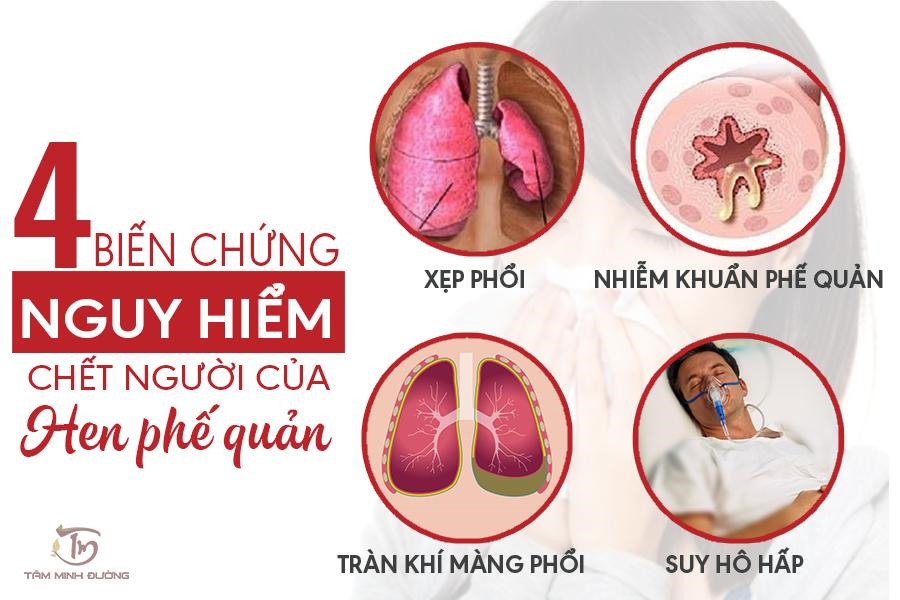 4 BIẾN CHỨNG
NGUY HIỂM
CHẾT NGƯỜI CỦA
Hen phế quản
XẸP PHỔI
NHIỄM KHUẨN PHẾ QUẢN
TRÀN KHÍ MÀNG PHỔI
SUY HÔ HẤP
Tm
TÂM MINH ĐƯỜNG